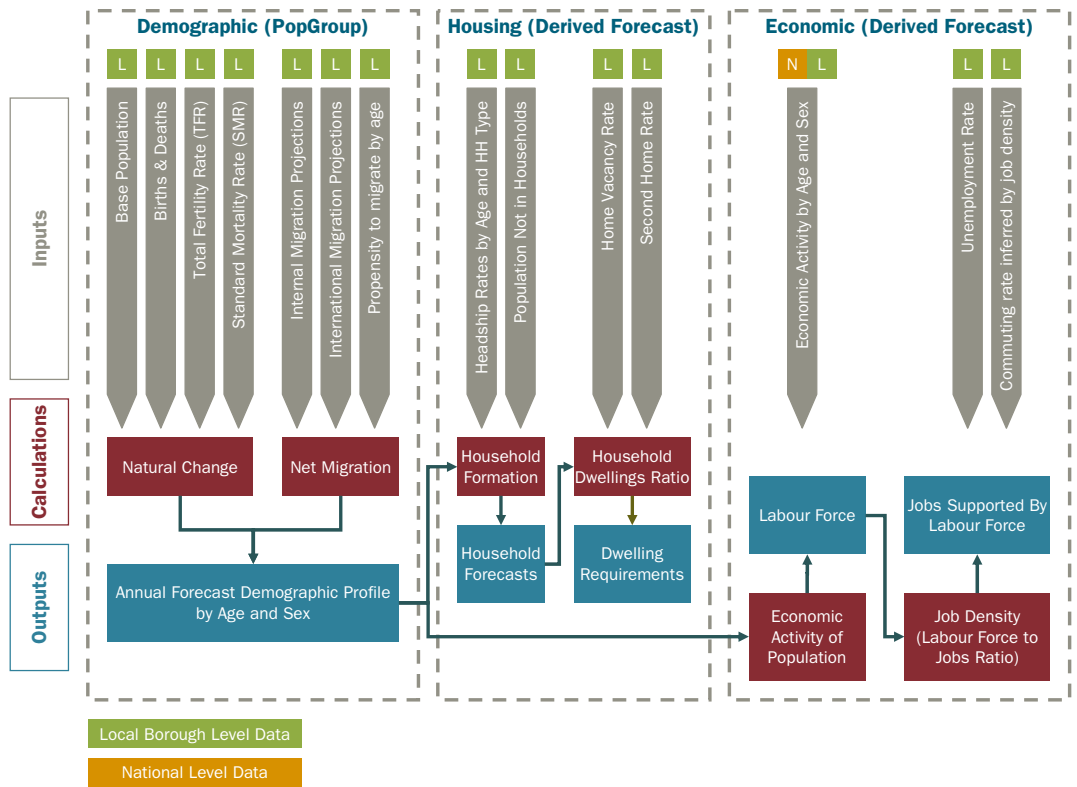 Demographic (PopGroup)
Housing (Derived Forecast)
Economic (Derived Forecast)
L
L
L
L
L
L
L
L
L
L
L
N
L
L
L
Inputs
Base Population
Births & Deaths
Total Fertility Rate (TFR)
Standard Mortality Rate (SMR)
Internal Migration Projections
International Migration Projections
Propensity to migrate by age
Headship Rates by Age and HH Type
Population Not in Households
Home Vacancy Rate
Second Home Rate
Economic Activity by Age and Sex
Unemployment Rate
Commuting rate inferred by job density
Calculations
Natural Change
Net Migration
Household
Formation
Household
Dwellings Ratio
Labour Force
Jobs Supported By
Labour Force
Outputs
Annual Forecast Demographic Profile
by Age and Sex
Household
Forecasts
Dwelling
Requirements
Economic
Activity of
Population
Job Density
(Labour Force to
Jobs Ratio)
Local Borough Level Data
National Level Data